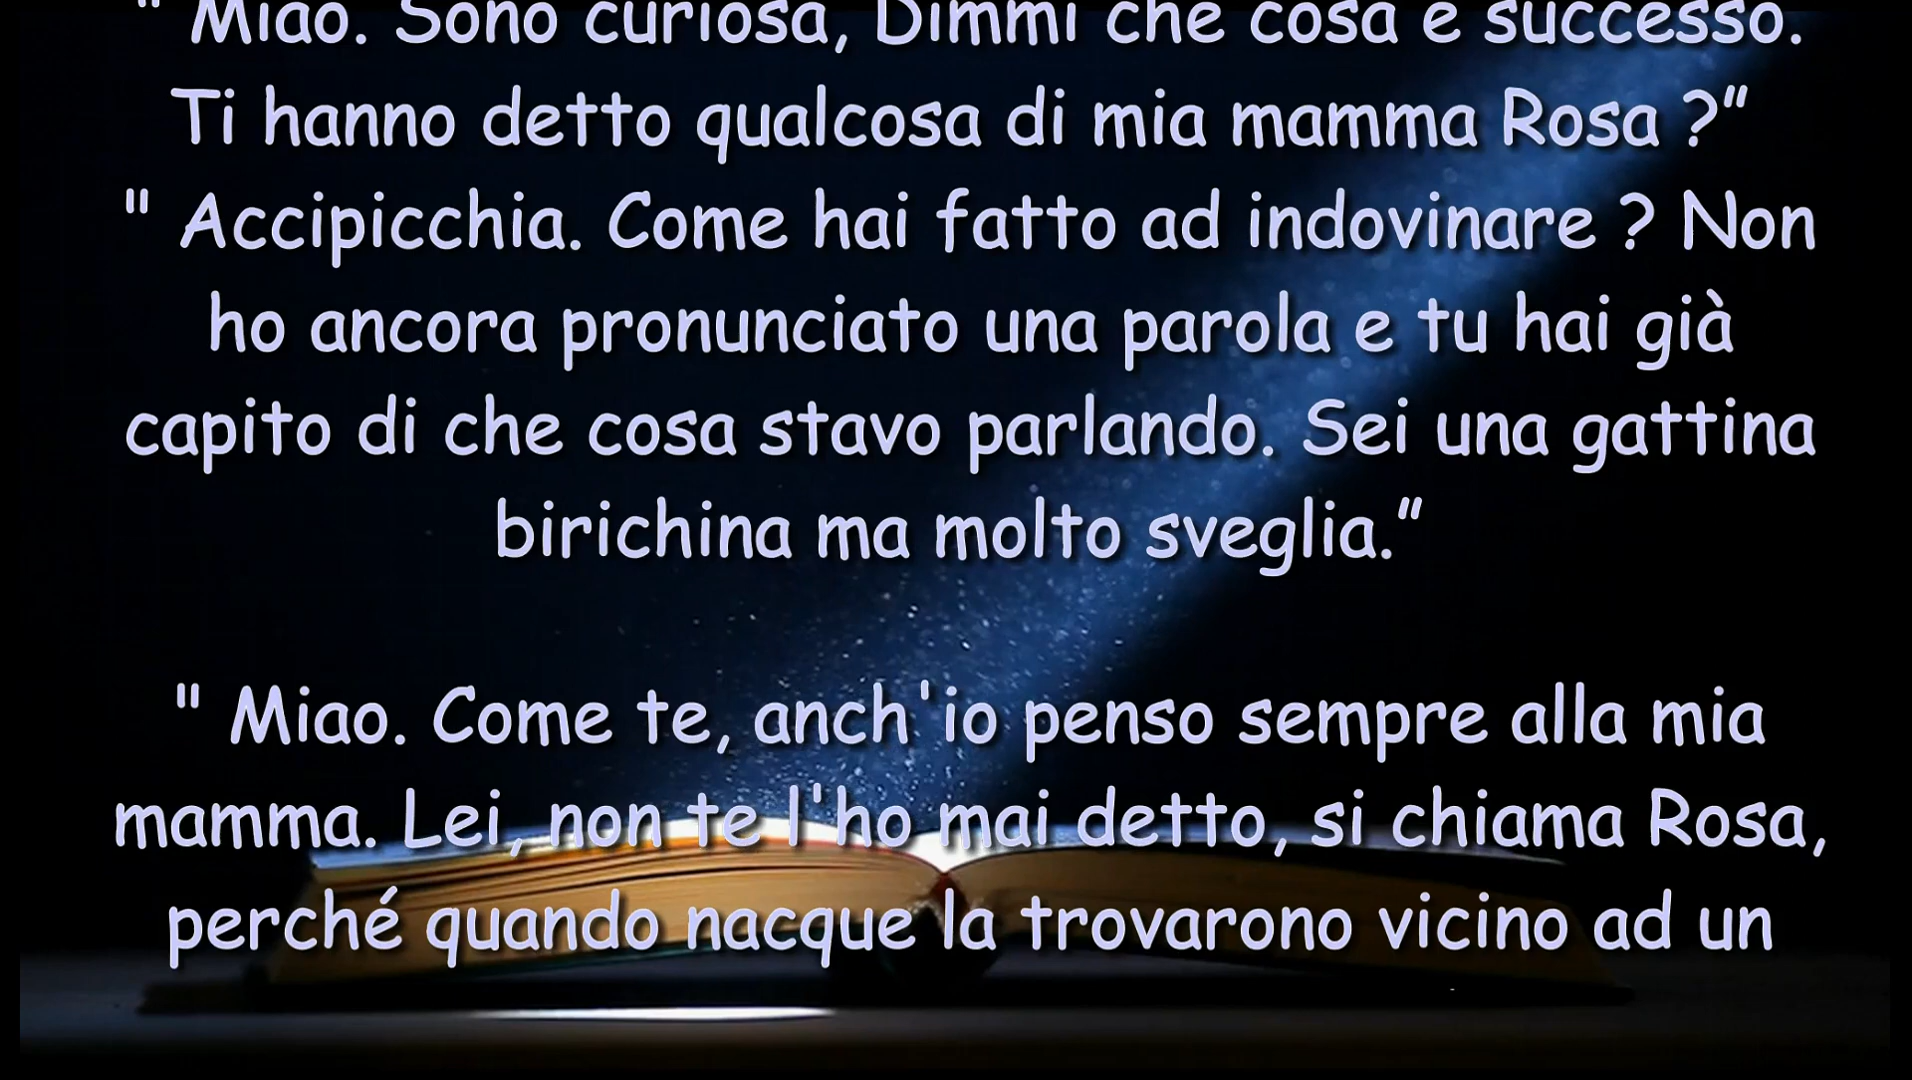 " Miao. Sono curiosa, Dimmi che cosa è successo.
Ti hanno detto qualcosa di mia mamma Rosa ?”
" Accipicchia. Come hai fatto ad indovinare ? Non
ho ancora pronunciato una parola e tu hai già
capito di che cosa stavo parlando. Sei una gattina
birichina ma molto sveglia.”
" Miao. Come te, anch'io penso sempre alla mia
mamma. Lei, non te l'ho mai detto, si chiama Rosa,
perché quando nacque la trovarono vicino ad un